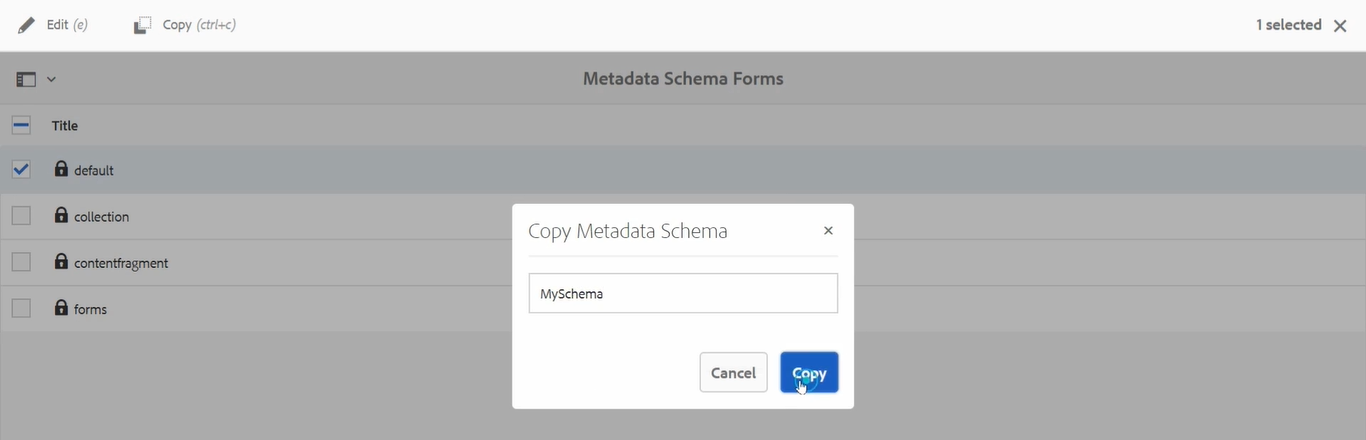 Edit (e) Copy (ctrl+c) 1 selected
Metadata Schema Forms
Title
default
collection
contentfragment
forms
Copy Metadata Schema
MySchema
Cancel Copy